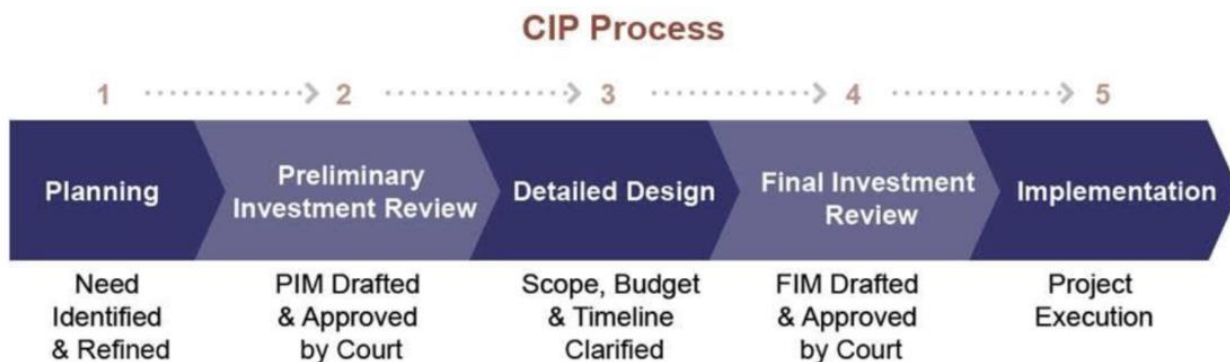 CIP Process
1 2 3 4 5
Planning
Preliminary
Investment Review
Detailed Design
Final Investment
Review
Implementation
Need
Identified
& Refined
PIM Drafted
& Approved
by Court
Scope, Budget
& Timeline
Clarified
FIM Drafted
& Approved
by Court
Project
Execution